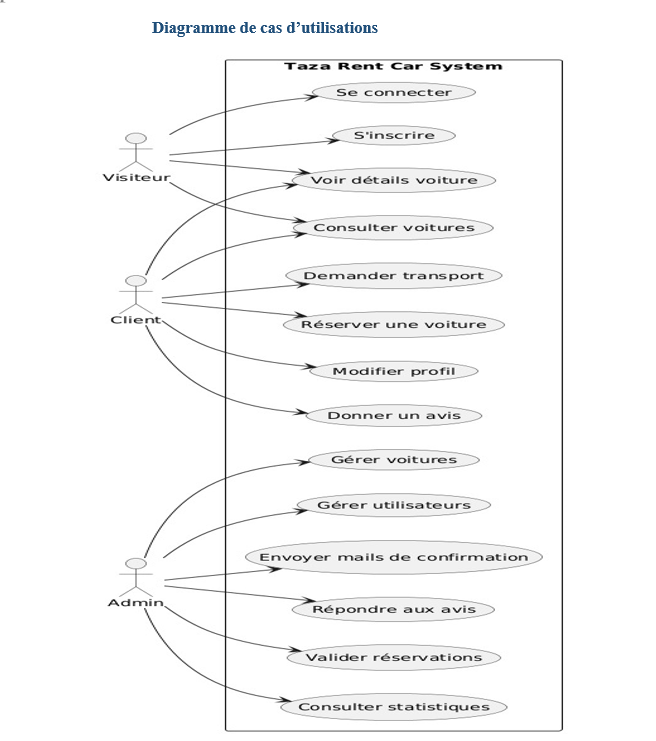 Diagramme de cas d'utilisations
Taza Rent Car System
Se connecter
S'inscrire
Visiteur
Voir détails voiture
Consulter voitures
Demander transport
Client
Réserver une voiture
Modifier profil
Donner un avis
Gérer voitures
Gérer utilisateurs
Envoyer mails de confirmation
Admin
Répondre aux avis
Valider réservations
Consulter statistiques